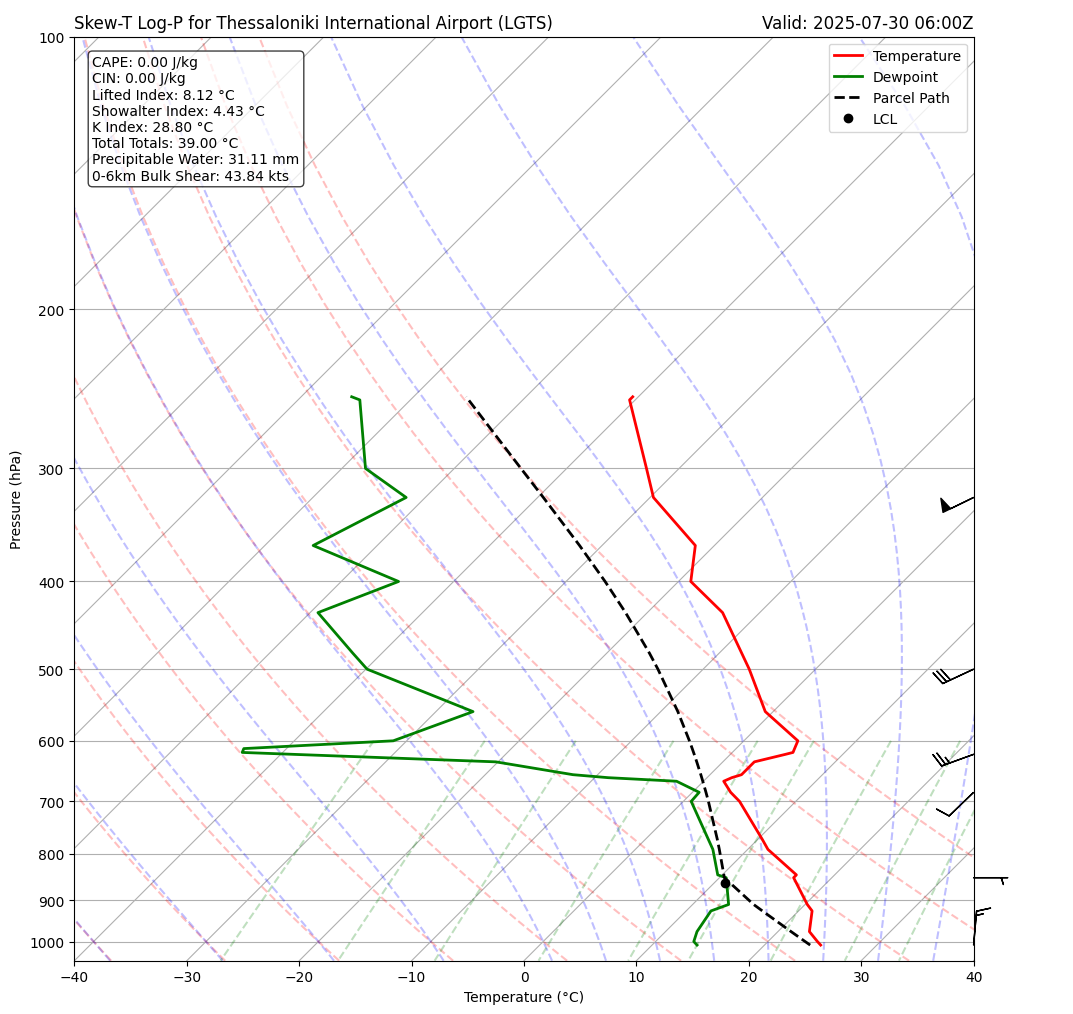 Skew-T Log-P for Thessaloniki International Airport (LGTS)
Valid: 2025-07-30 06:00Z
CAPE: 0.00 J/kg
CIN: 0.00 J/kg
Lifted Index: 8.12 °C
Showalter Index: 4.43 °C
K Index: 28.80 °C
Total Totals: 39.00 °C
Precipitable Water: 31.11 mm
0-6km Bulk Shear: 43.84 kts
Temperature
Dewpoint
Parcel Path
LCL
Pressure (hPa)
100
200
300
400
500
600
700
800
900
1000
−40
−30
−20
−10
0
10
20
30
40
Temperature (°C)